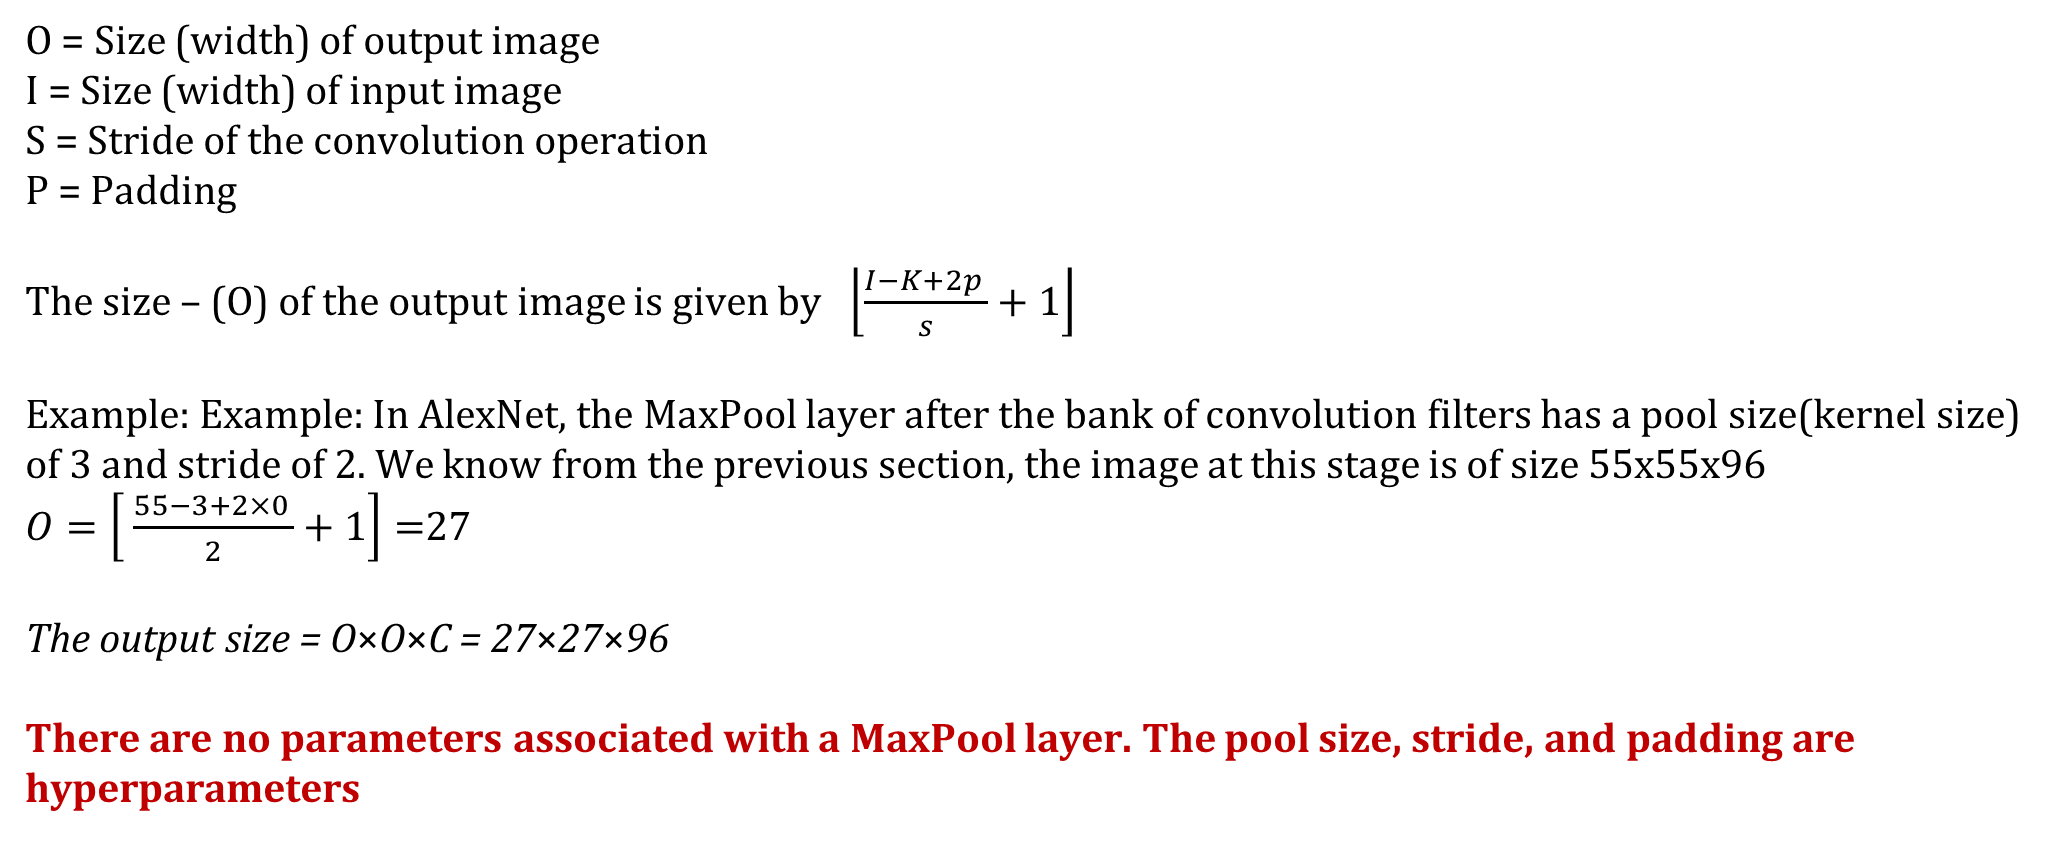 O = Size (width) of output image
I = Size (width) of input image
S = Stride of the convolution operation
P = Padding
The size – (O) of the output image is given by ⌊(I−K+2p)/s + 1⌋
Example: Example: In AlexNet, the MaxPool layer after the bank of convolution filters has a pool size(kernel size)
of 3 and stride of 2. We know from the previous section, the image at this stage is of size 55x55x96
O = [(55−3+2×0)/2 + 1] =27
The output size = O×O×C = 27×27×96
There are no parameters associated with a MaxPool layer. The pool size, stride, and padding are
hyperparameters